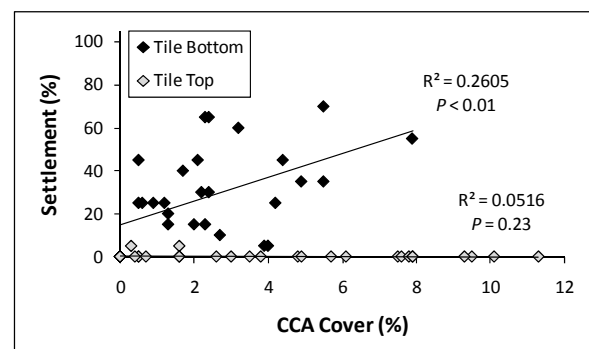 100
80
60
40
20
0
Settlement (%)
Tile Bottom
Tile Top
R² = 0.2605
P < 0.01
R² = 0.0516
P = 0.23
0 2 4 6 8 10 12
CCA Cover (%)